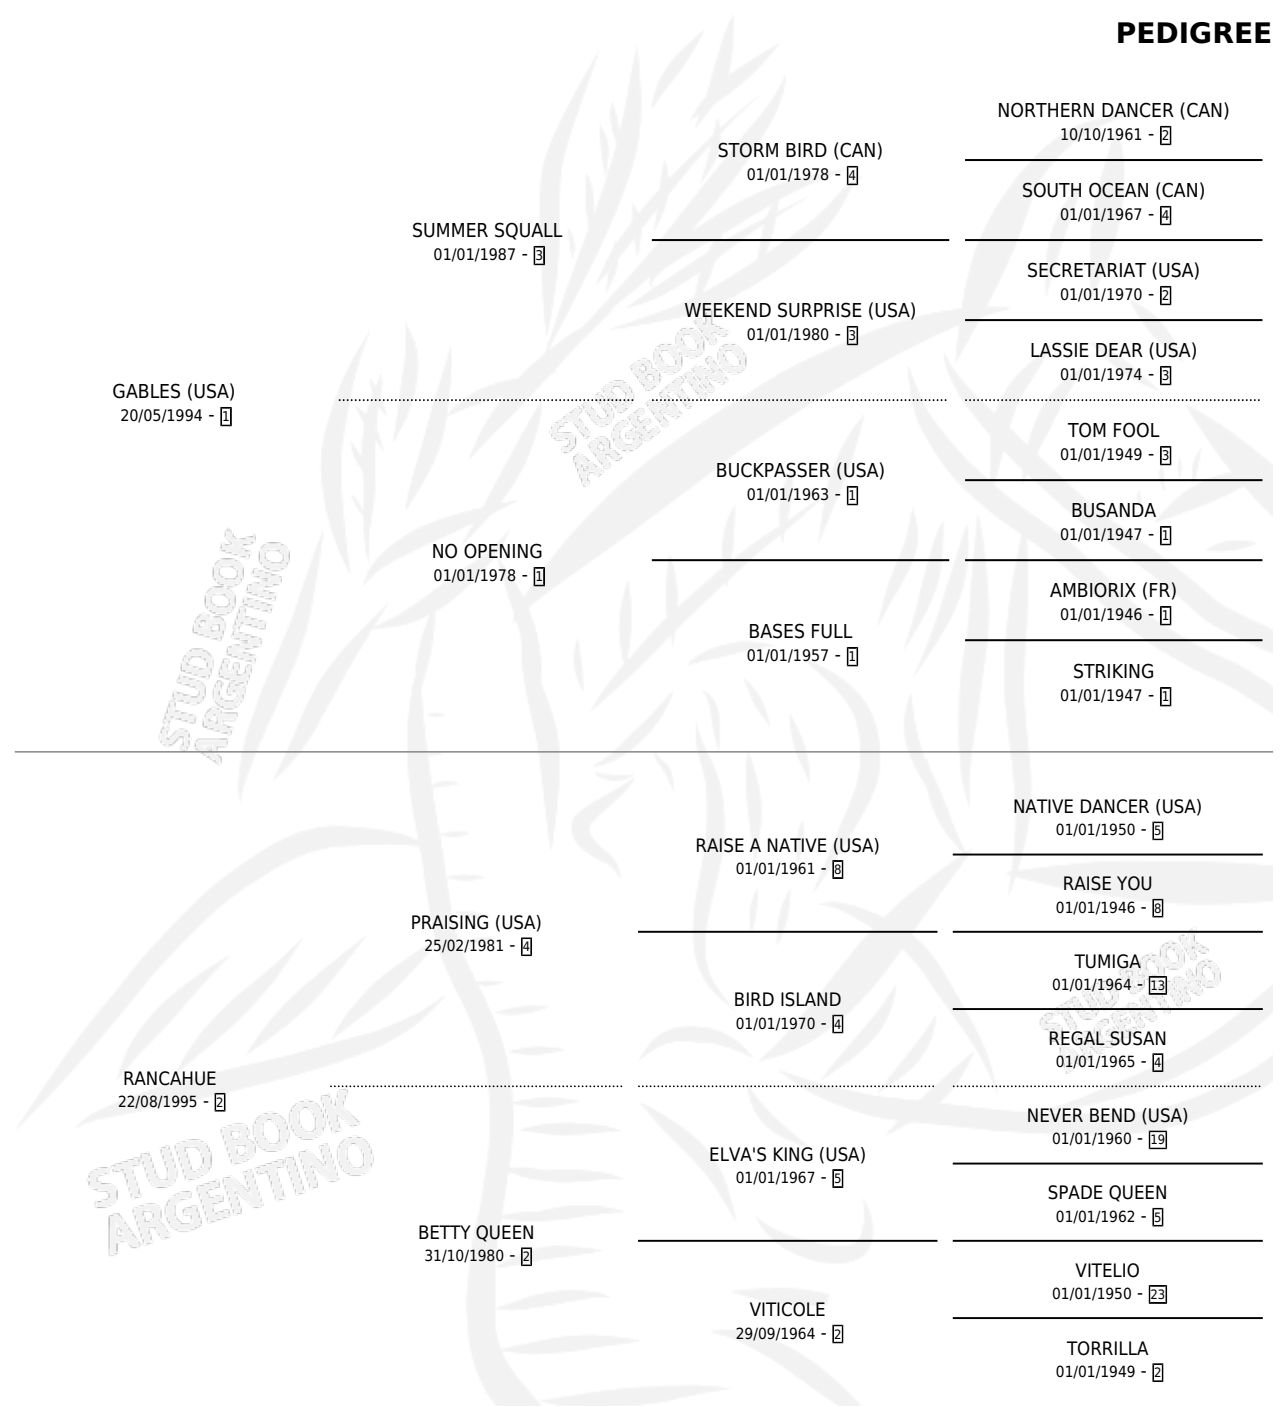 PEDIGREE
GABLES (USA)
20/05/1994 - 1
SUMMER SQUALL
01/01/1987 - 3
NO OPENING
01/01/1978 - 1
STORM BIRD (CAN)
01/01/1978 - 4
WEEKEND SURPRISE (USA)
01/01/1980 - 3
BUCKPASSER (USA)
01/01/1963 - 1
BASES FULL
01/01/1957 - 1
NORTHERN DANCER (CAN)
10/10/1961 - 2
SOUTH OCEAN (CAN)
01/01/1967 - 4
SECRETARIAT (USA)
01/01/1970 - 2
LASSIE DEAR (USA)
01/01/1974 - 3
TOM FOOL
01/01/1949 - 3
BUSANDA
01/01/1947 - 1
AMBIORIX (FR)
01/01/1946 - 1
STRIKING
01/01/1947 - 1
STUD BOOK
ARGENTINO
STUD BOOK
ARGENTINO
RANCAHUE
22/08/1995 - 2
PRAISING (USA)
25/02/1981 - 4
BETTY QUEEN
31/10/1980 - 2
RAISE A NATIVE (USA)
01/01/1961 - 8
BIRD ISLAND
01/01/1970 - 4
ELVA'S KING (USA)
01/01/1967 - 5
VITICOLE
29/09/1964 - 2
NATIVE DANCER (USA)
01/01/1950 - 5
RAISE YOU
01/01/1946 - 8
TUMIGA
01/01/1964 - 13
REGAL SUSAN
01/01/1965 - 4
NEVER BEND (USA)
01/01/1960 - 19
SPADE QUEEN
01/01/1962 - 5
VITELIO
01/01/1950 - 23
TORRILLA
01/01/1949 - 2
STUD BOOK
ARGENTINO
STUD BOOK
ARGENTINO